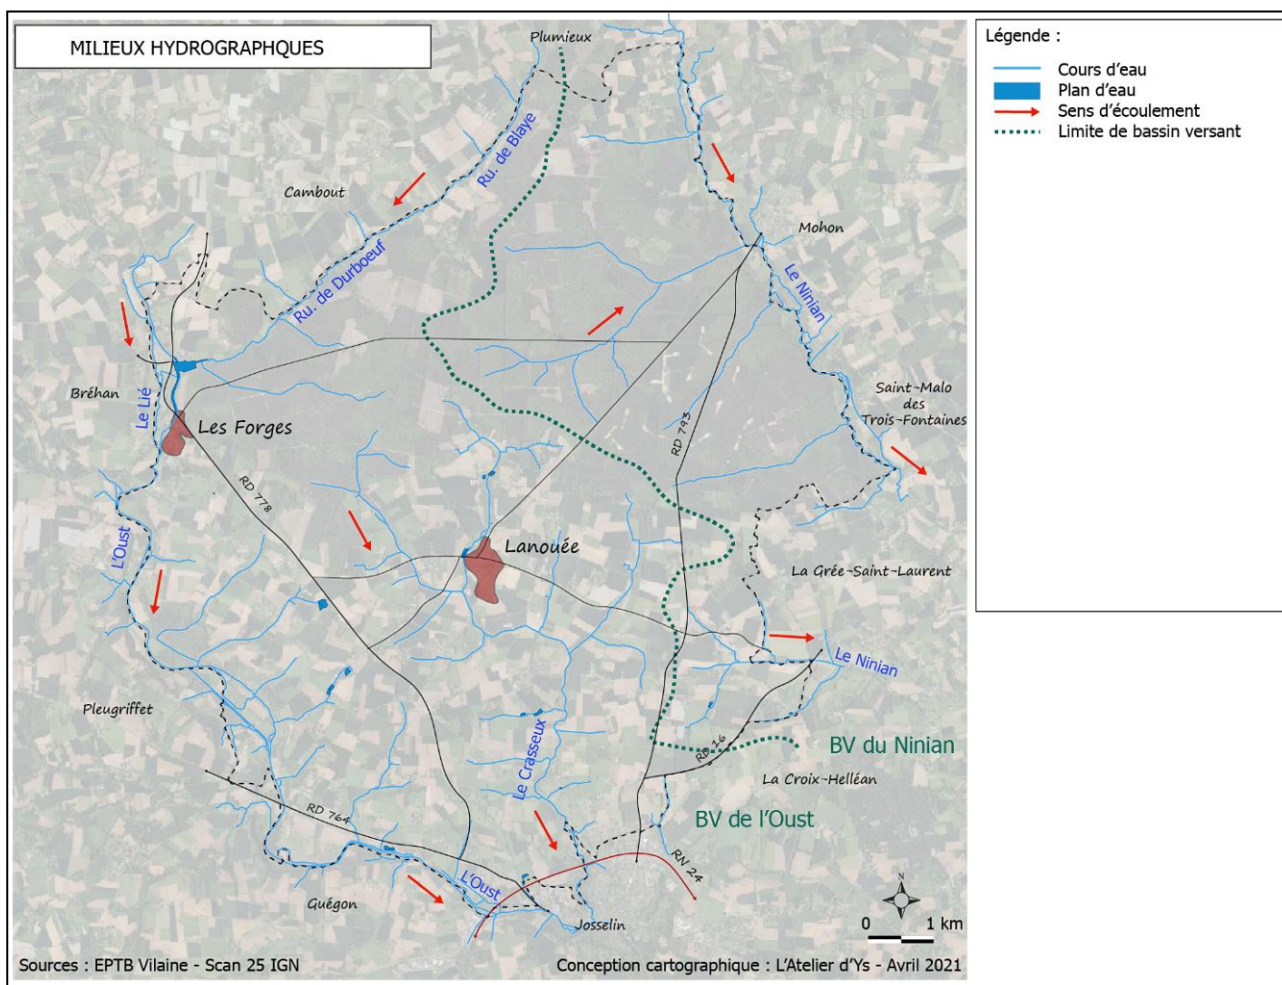 MILIEUX HYDROGRAPHQUES
Plumieux
Légende :
Cours d'eau
Plan d'eau
Sens d'écoulement
Limite de bassin versant
Ru. de Blaye
Cambout
Mohon
Ru. de Durboeuf
Le Ninian
Bréhan
Le Lié
Les Forges
Saint-Malo
des
Trois-Fontaines
RD 793
RD 778
L'Oust
Lanouée
La Grée-Saint-Laurent
Le Ninian
Pleugriffet
Le Crasseux
RD 16
BV du Ninian
La Croix-Helléan
RD 764
BV de l'Oust
RN 24
L'Oust
Guégon
Josselin
N
0 1 km
Sources : EPTB Vilaine - Scan 25 IGN
Conception cartographique : L'Atelier d'Ys - Avril 2021